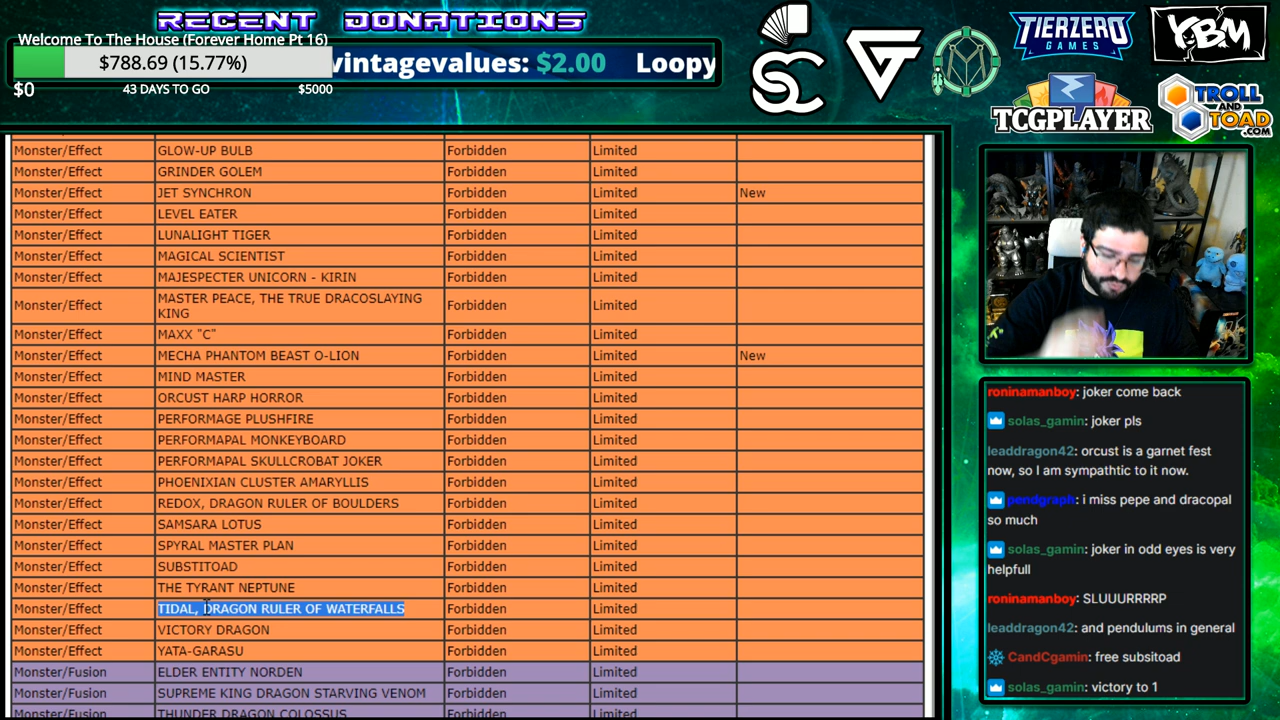 RECENT DONATIONS
Welcome To The House (Forever Home Pt 16)
$788.69 (15.77%)
vintagevalues: $2.00 Loopy
$0 43 DAYS TO GO $5000
SC
TIERZERO
GAMES
YBM
TCGPLAYER
TROLL
AND
TOAD
.COM
Monster/Effect GLOW-UP BULB Forbidden Limited
Monster/Effect GRINDER GOLEM Forbidden Limited
Monster/Effect JET SYNCHRON Forbidden Limited New
Monster/Effect LEVEL EATER Forbidden Limited
Monster/Effect LUNALIGHT TIGER Forbidden Limited
Monster/Effect MAGICAL SCIENTIST Forbidden Limited
Monster/Effect MAJESPECTER UNICORN - KIRIN Forbidden Limited
Monster/Effect MASTER PEACE, THE TRUE DRACOSLAYING Forbidden Limited
KING
Monster/Effect MAXX "C" Forbidden Limited
Monster/Effect MECHA PHANTOM BEAST O-LION Forbidden Limited New
Monster/Effect MIND MASTER Forbidden Limited
Monster/Effect ORCUST HARP HORROR Forbidden Limited
Monster/Effect PERFORMAGE PLUSHFIRE Forbidden Limited
Monster/Effect PERFORMAPAL MONKEYBOARD Forbidden Limited
Monster/Effect PERFORMAPAL SKULLCROBAT JOKER Forbidden Limited
Monster/Effect PHOENIXIAN CLUSTER AMARYLLIS Forbidden Limited
Monster/Effect REDOX, DRAGON RULER OF BOULDERS Forbidden Limited
Monster/Effect SAMSARA LOTUS Forbidden Limited
Monster/Effect SPYRAL MASTER PLAN Forbidden Limited
Monster/Effect SUBSTITOAD Forbidden Limited
Monster/Effect THE TYRANT NEPTUNE Forbidden Limited
Monster/Effect TIDAL, DRAGON RULER OF WATERFALLS Forbidden Limited
Monster/Effect VICTORY DRAGON Forbidden Limited
Monster/Effect YATA-GARASU Forbidden Limited
Monster/Fusion ELDER ENTITY NORDEN Forbidden Limited
Monster/Fusion SUPREME KING DRAGON STARVING VENOM Forbidden Limited
Monster/Fusion THUNDER DRAGON COLOSSUS Forbidden Limited
roninamanboy: joker come back
solas_gamin: joker pls
leaddragon42: orcust is a garnet fest
now, so I am sympathtic to it now.
pendgraph: i miss pepe and dracopal
so much
solas_gamin: joker in odd eyes is very
helpfull
roninamanboy: SLUUURRRRP
leaddragon42: and pendulums in general
CandCgamin: free subsitoad
solas_gamin: victory to 1